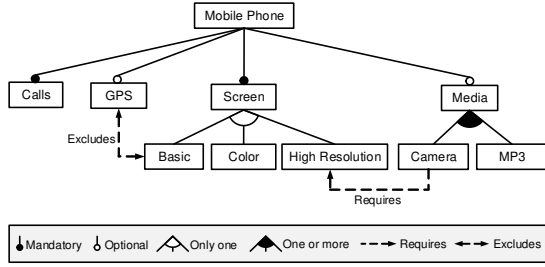 Mobile Phone
Calls
GPS
Screen
Media
Excludes
Basic
Color
High Resolution
Camera
MP3
Requires
Mandatory
Optional
Only one
One or more
Requires
Excludes